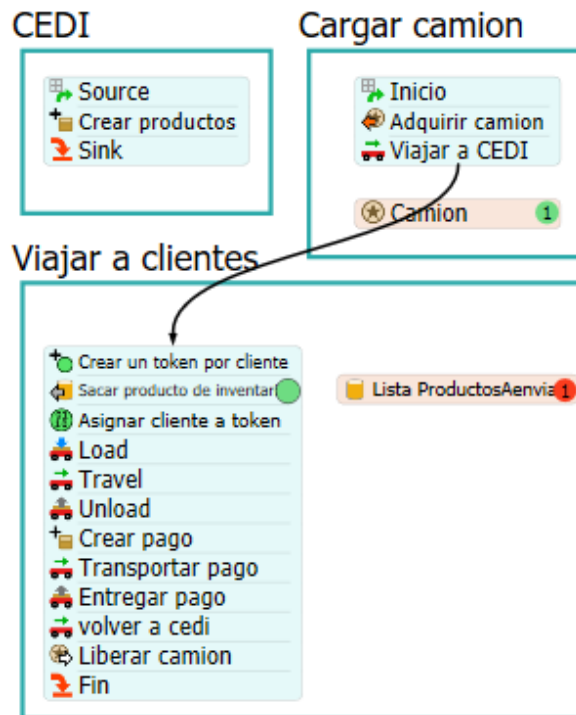 CEDI
Source
Crear productos
Sink
Cargar camion
Inicio
Adquirir camion
Viajar a CEDI
Camion 1
Viajar a clientes
Crear un token por cliente
Sacar producto de inventari
Asignar cliente a token
Load
Travel
Unload
Crear pago
Transportar pago
Entregar pago
volver a cedi
Liberar camion
Fin
Lista ProductosAenvia 1